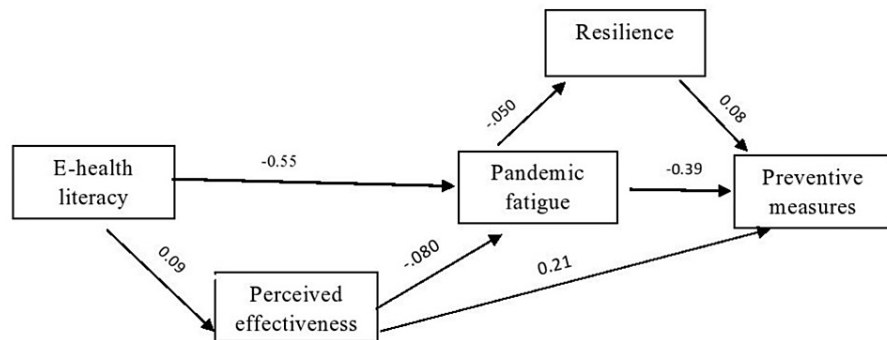 Resilience
-.050
0.08
E-health
literacy
-0.55
Pandemic
fatigue
-0.39
Preventive
measures
0.09
-.080
0.21
Perceived
effectiveness